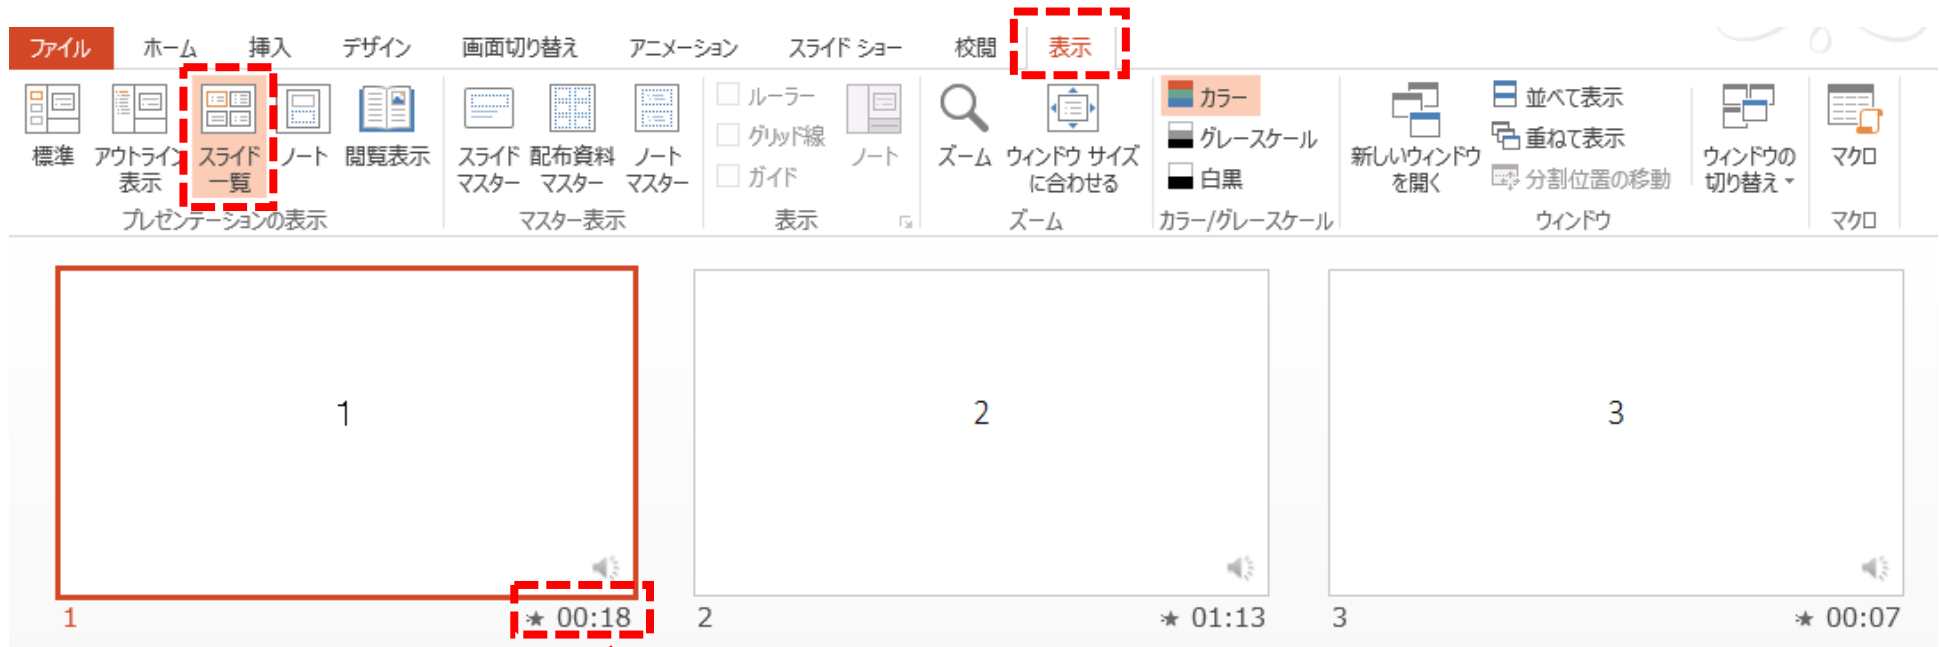 ファイル ホーム 挿入 デザイン 画面切り替え アニメーション スライド ショー 校閲 表示
標準 アウトライン表示 スライド一覧 ノート 閲覧表示
プレゼンテーションの表示
スライドマスター 配布資料マスター ノートマスター
マスター表示
ルーラー
グリッド線
ガイド
ノート
表示
ズーム ウィンドウ サイズに合わせる
ズーム
カラー
グレースケール
白黒
カラー/グレースケール
新しいウィンドウを開く
並べて表示
重ねて表示
分割位置の移動
ウィンドウの切り替え
ウィンドウ
マクロ
マクロ
1
1 00:18
2
2 01:13
3
3 00:07